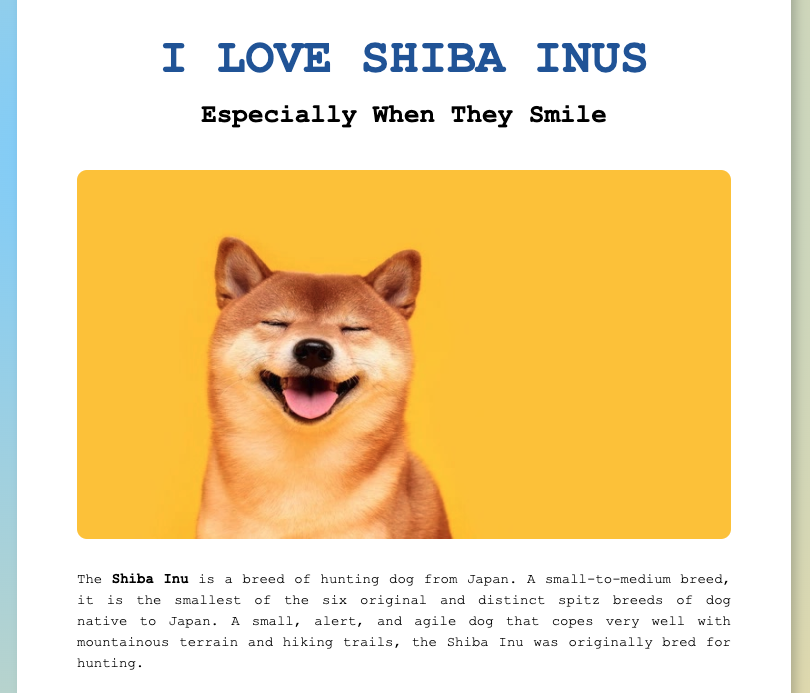 I LOVE SHIBA INUS
Especially When They Smile
The Shiba Inu is a breed of hunting dog from Japan. A small-to-medium breed,
it is the smallest of the six original and distinct spitz breeds of dog
native to Japan. A small, alert, and agile dog that copes very well with
mountainous terrain and hiking trails, the Shiba Inu was originally bred for
hunting.